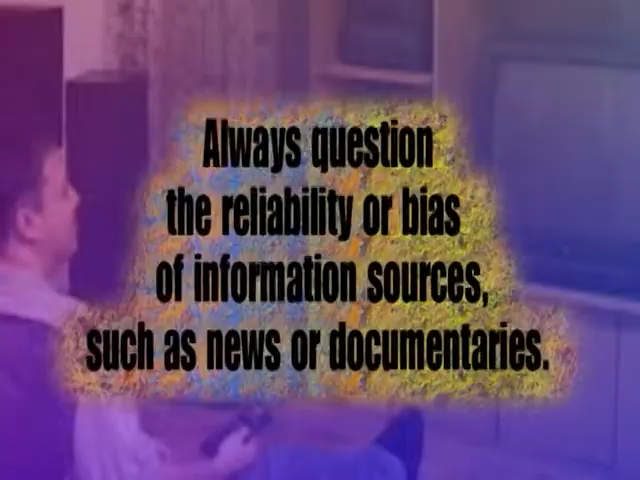 Always question
the reliability or bias
of information sources,
such as news or documentaries.